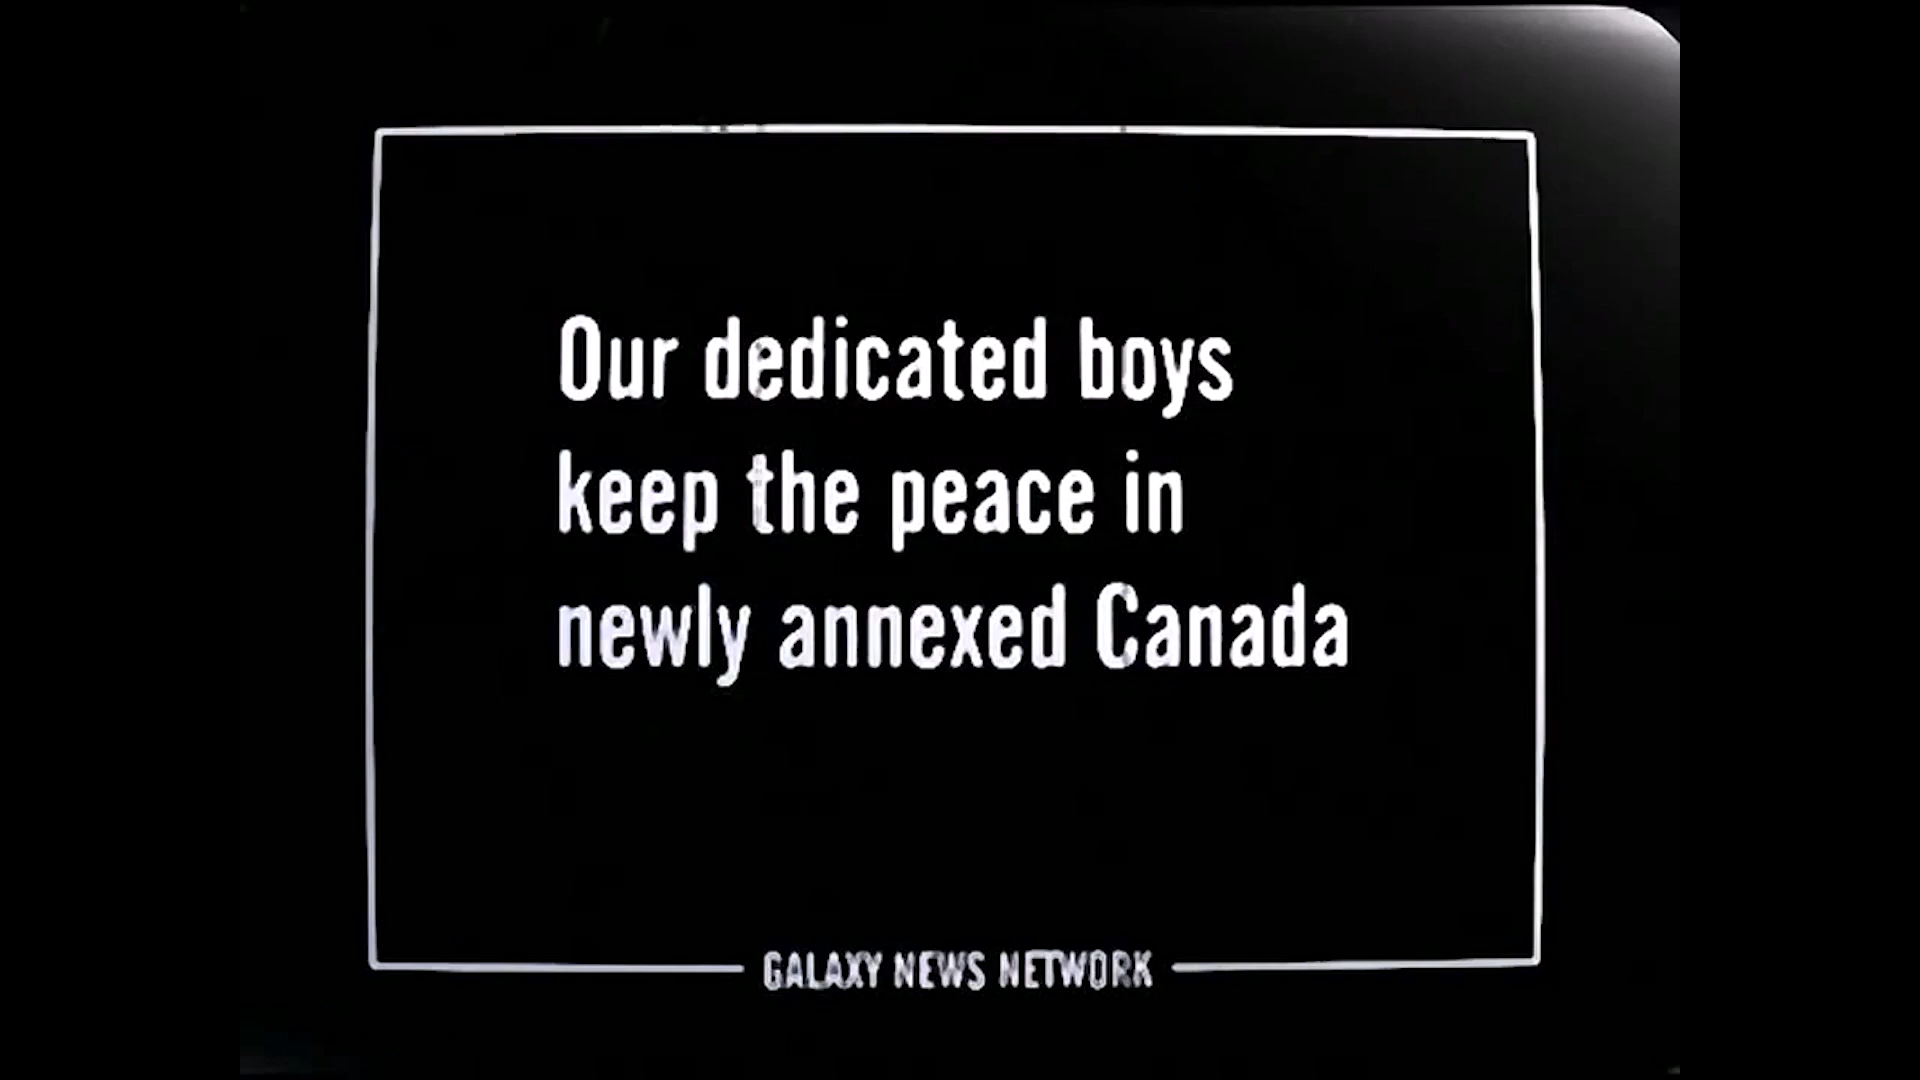 Our dedicated boys
keep the peace in
newly annexed Canada
GALAXY NEWS NETWORK